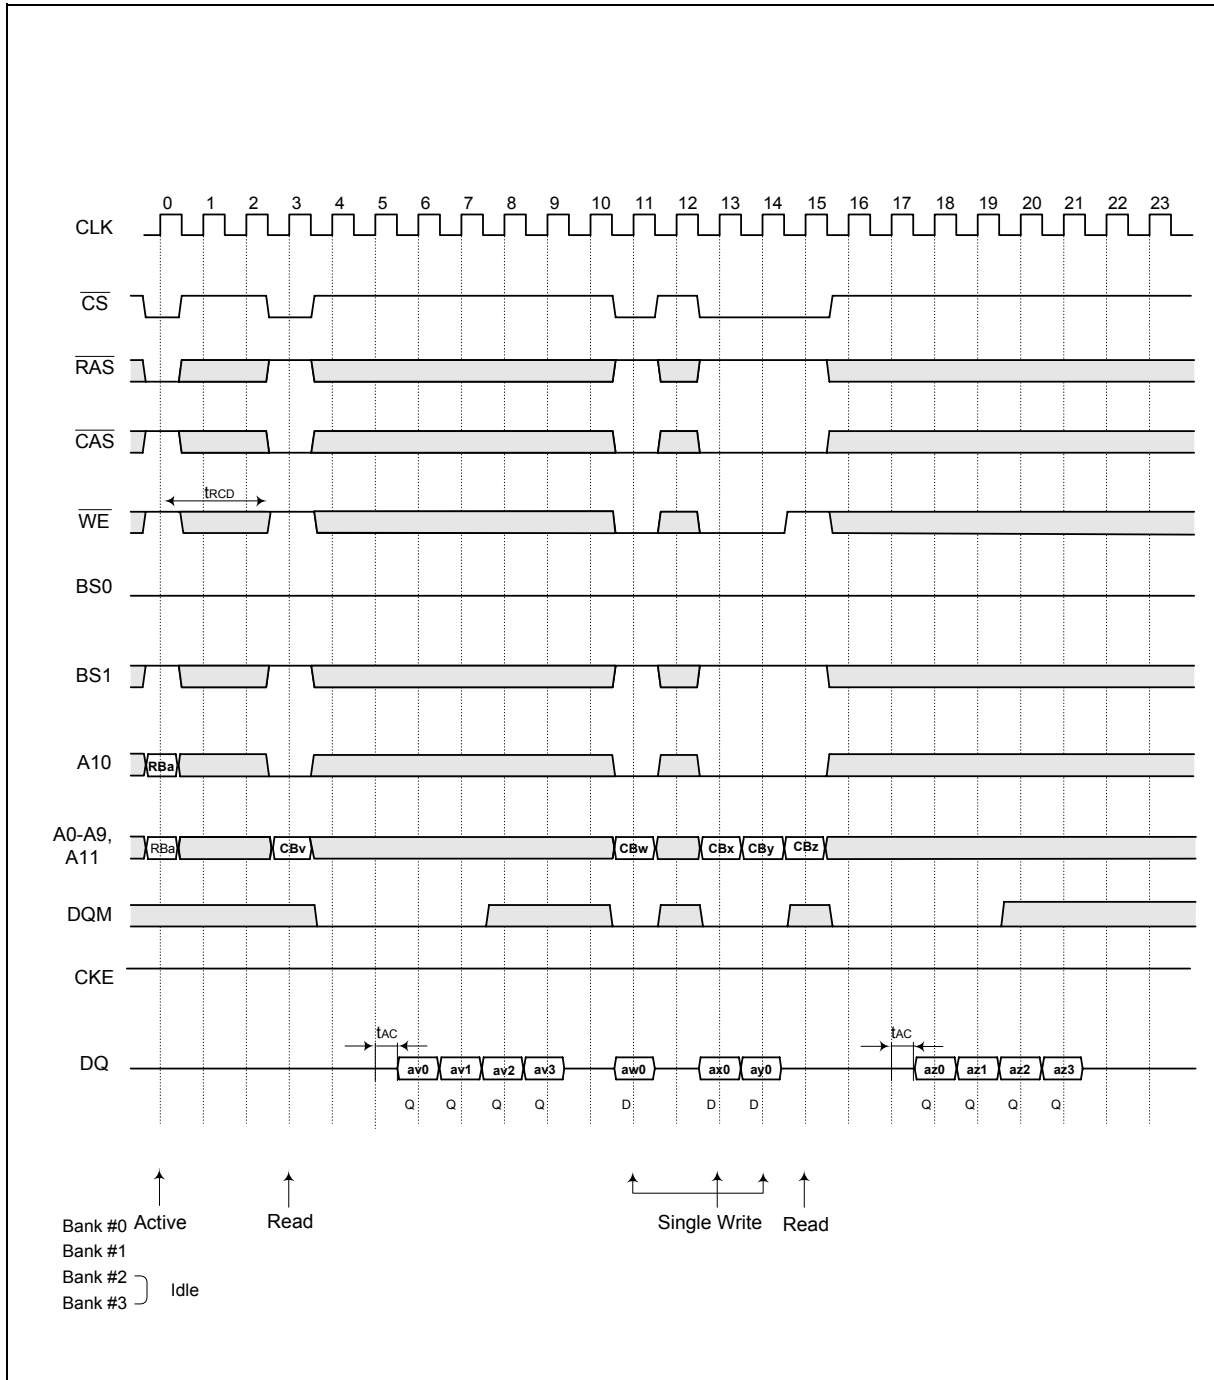 0 1 2 3 4 5 6 7 8 9 10 11 12 13 14 15 16 17 18 19 20 21 22 23
CLK
CS
RAS
CAS
tRCD
WE
BS0
BS1
A10 RBa
A0-A9,
A11
RBa CBv CBw CBx CBy CBz
DQM
CKE
tAC tAC
DQ av0 av1 av2 av3 aw0 ax0 ay0 az0 az1 az2 az3
Q Q Q Q D D D Q Q Q Q
Bank #0 Active Read Single Write Read
Bank #1
Bank #2
Idle
Bank #3